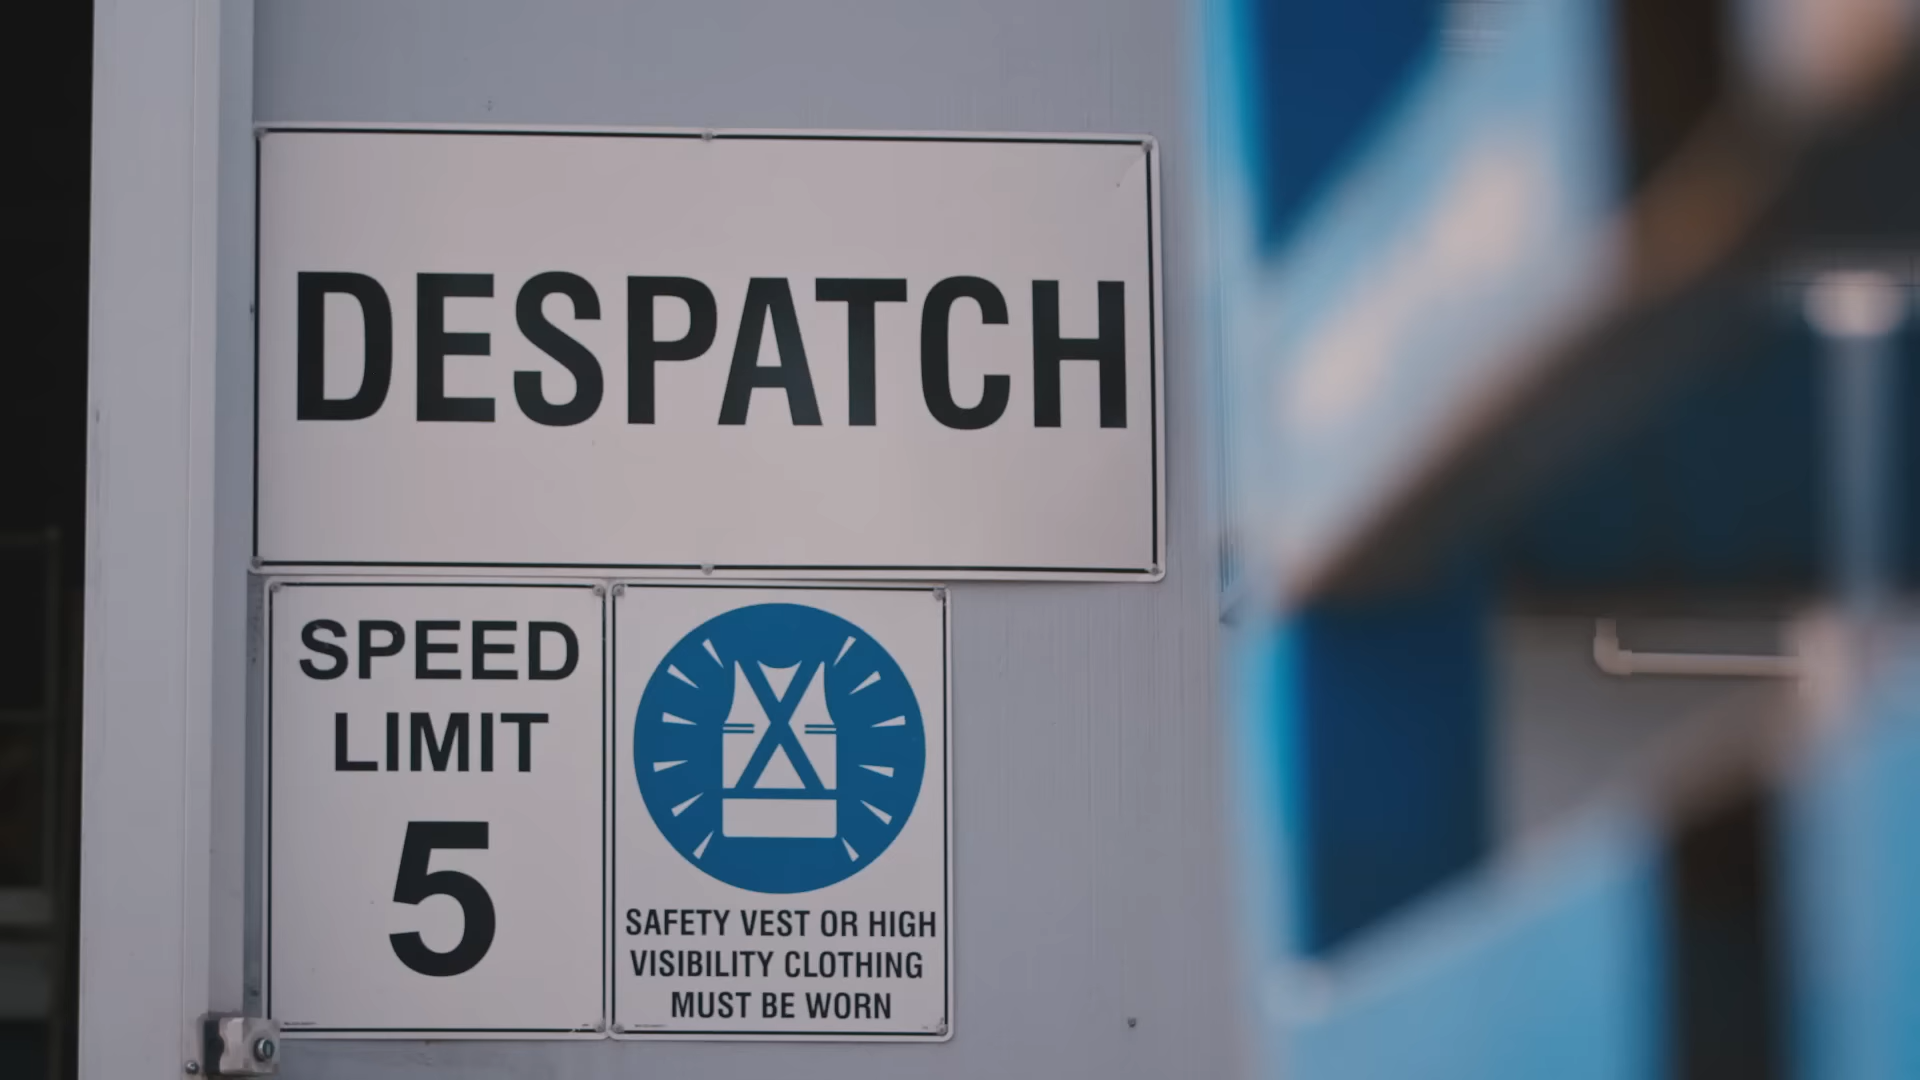 DESPATCH
SPEED
LIMIT
5
SAFETY VEST OR HIGH
VISIBILITY CLOTHING
MUST BE WORN